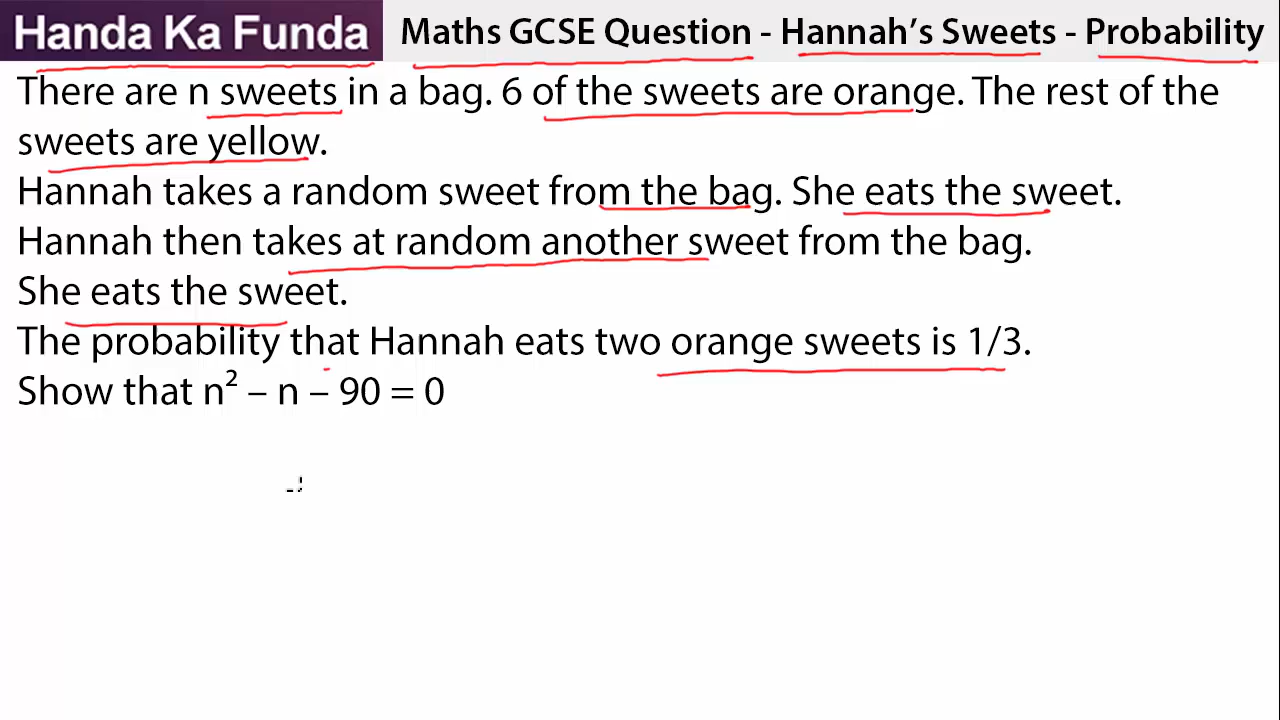 Handa Ka Funda
Maths GCSE Question - Hannah’s Sweets - Probability
There are n sweets in a bag. 6 of the sweets are orange. The rest of the
sweets are yellow.
Hannah takes a random sweet from the bag. She eats the sweet.
Hannah then takes at random another sweet from the bag.
She eats the sweet.
The probability that Hannah eats two orange sweets is 1/3.
Show that n² – n – 90 = 0